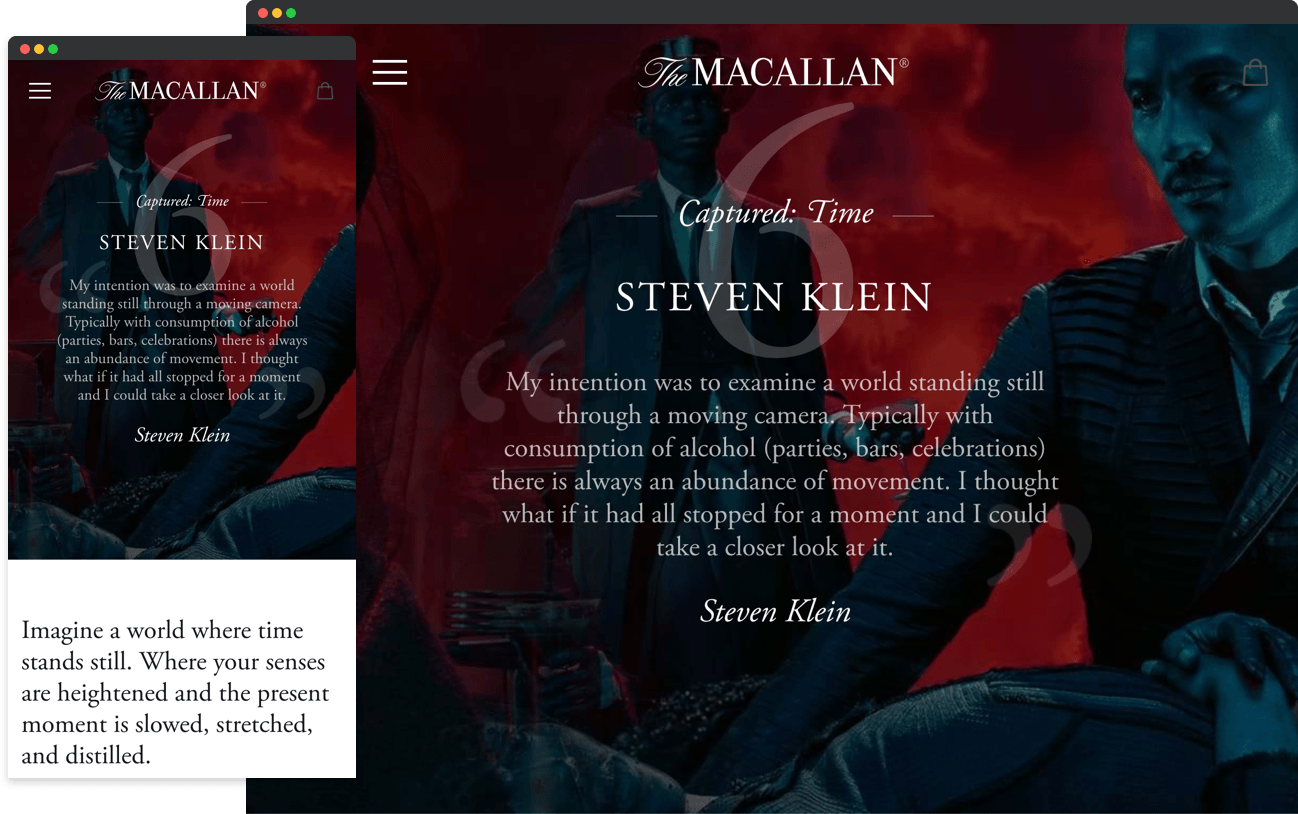 The MACALLAN®
6
Captured: Time
STEVEN KLEIN
“
My intention was to examine a world
standing still through a moving camera.
Typically with consumption of alcohol
(parties, bars, celebrations) there is always
an abundance of movement. I thought
what if it had all stopped for a moment
and I could take a closer look at it.
”
Steven Klein
Imagine a world where time
stands still. Where your senses
are heightened and the present
moment is slowed, stretched,
and distilled.
The MACALLAN®
6
Captured: Time
STEVEN KLEIN
“
My intention was to examine a world standing still
through a moving camera. Typically with
consumption of alcohol (parties, bars, celebrations)
there is always an abundance of movement. I thought
what if it had all stopped for a moment and I could
take a closer look at it.
”
Steven Klein